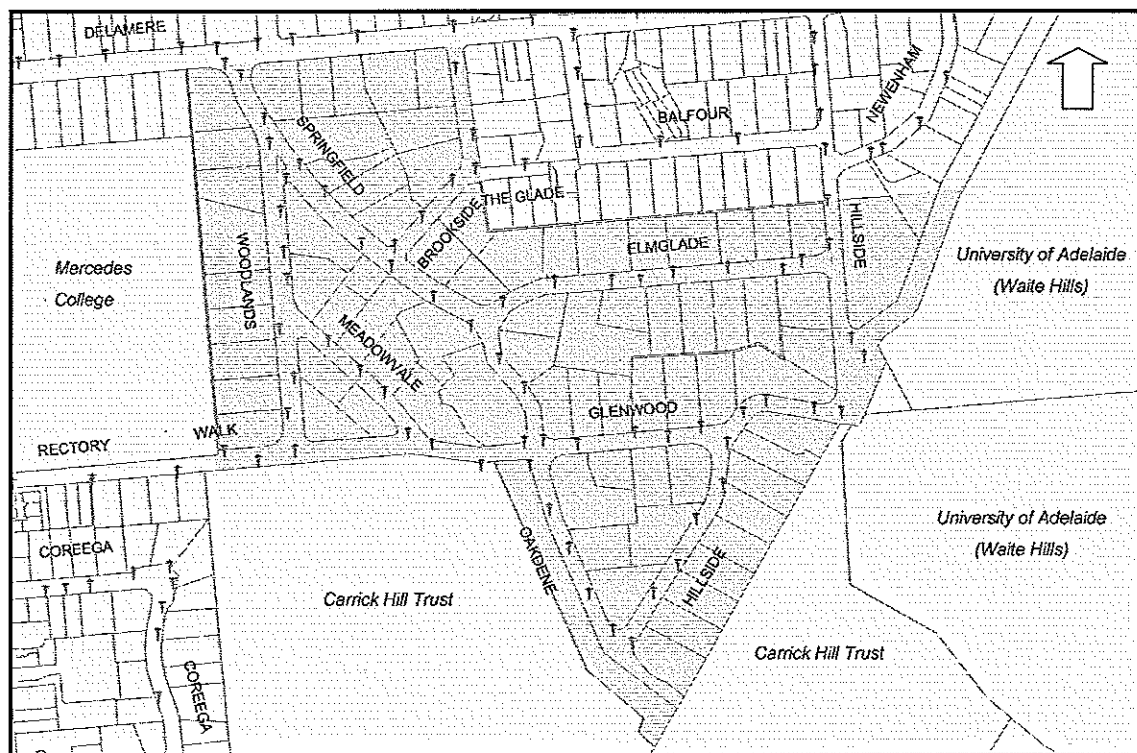 DELAMERE
NEWENHAM
BALFOUR
SPRINGFIELD
THE GLADE
BROOKSIDE
ELMGLADE
HILLSIDE
University of Adelaide
(Waite Hills)
Mercedes
College
WOODLANDS
MEADOWVALE
GLENWOOD
WALK
RECTORY
University of Adelaide
(Waite Hills)
COREEGA
OAKDENE
HILLSIDE
Carrick Hill Trust
Carrick Hill Trust
COREEGA